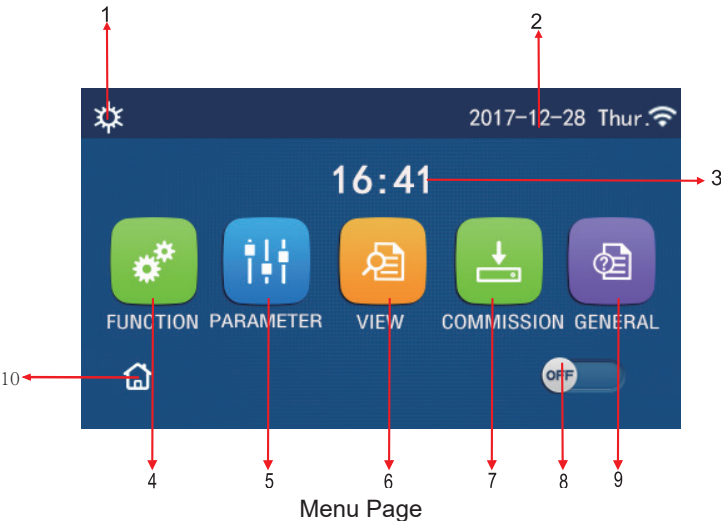 1
2
2017-12-28 Thur.
16:41
3
FUNCTION PARAMETER VIEW COMMISSION GENERAL
10
OFF
4 5 6 7 8 9
Menu Page